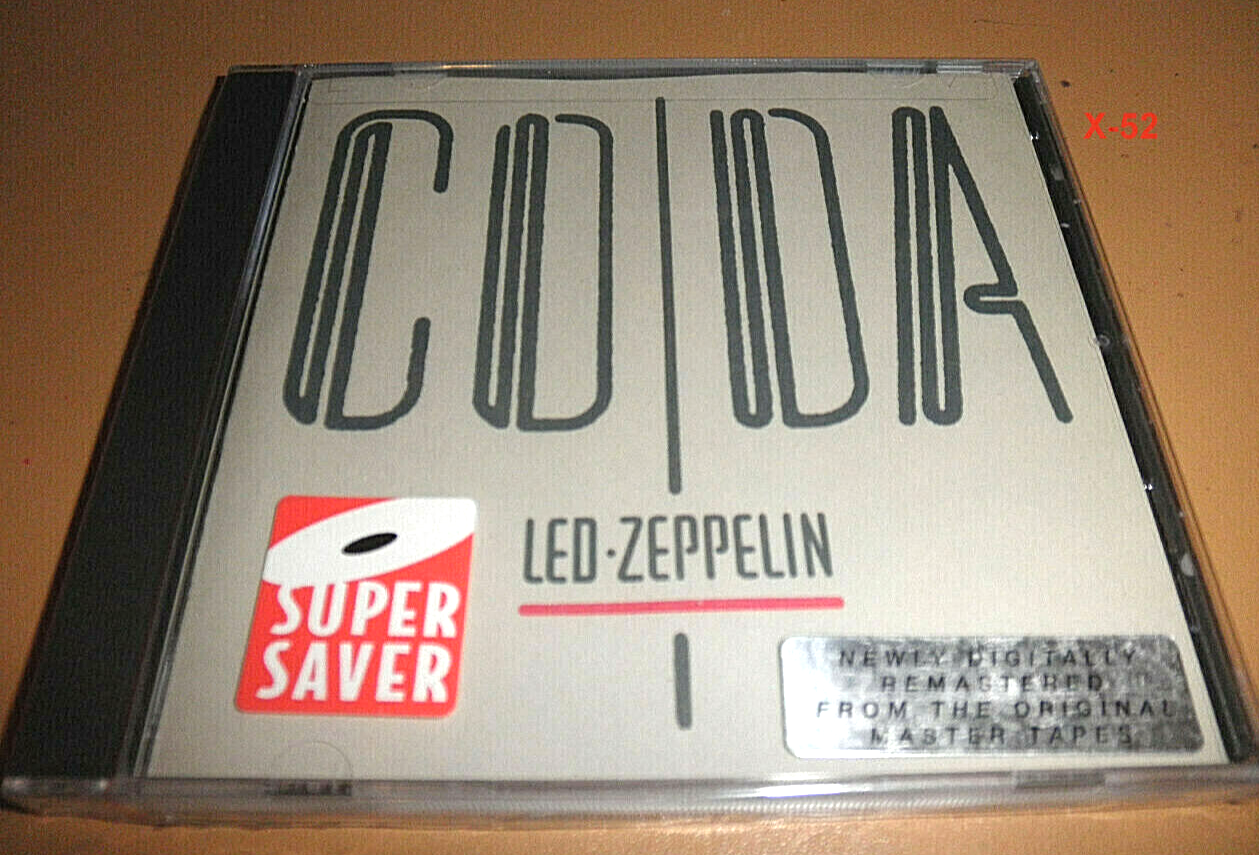 CODA
X-52
LED·ZEPPELIN
SUPER
SAVER
NEWLY DIGITALLY
REMASTERED
FROM THE ORIGINAL
MASTER TAPES